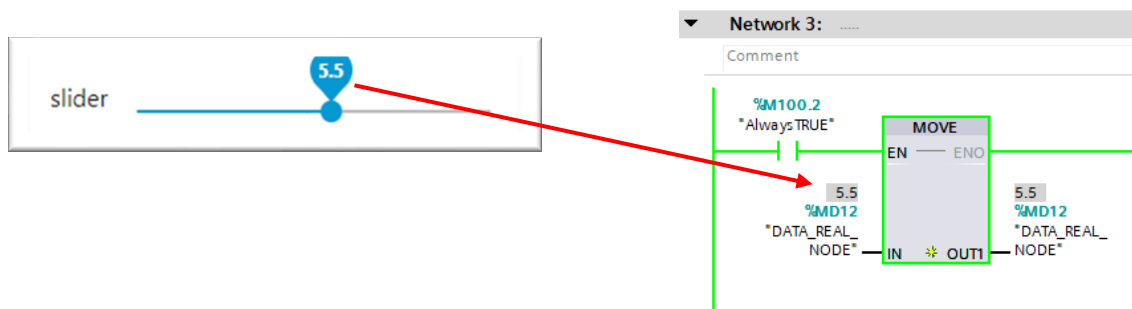 5.5
slider
Network 3: .....
Comment
%M100.2
"AlwaysTRUE"
MOVE
EN ENO
5.5
%MD12
"DATA_REAL_
NODE"
IN OUT1
5.5
%MD12
"DATA_REAL_
NODE"